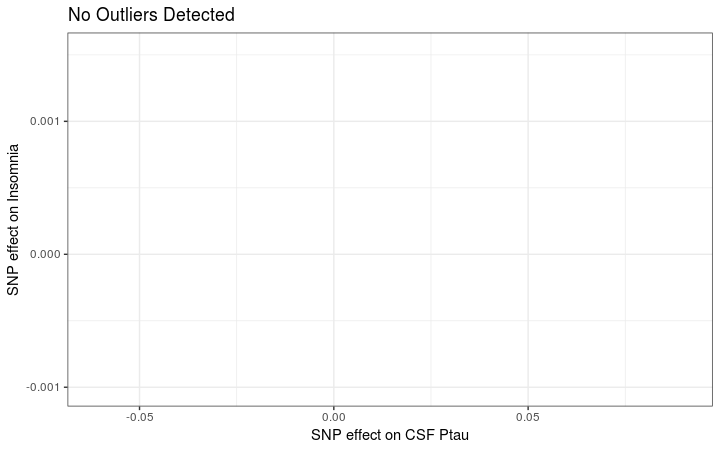 No Outliers Detected
SNP effect on Insomnia
0.001
0.000
-0.001
-0.05
0.00
0.05
SNP effect on CSF Ptau